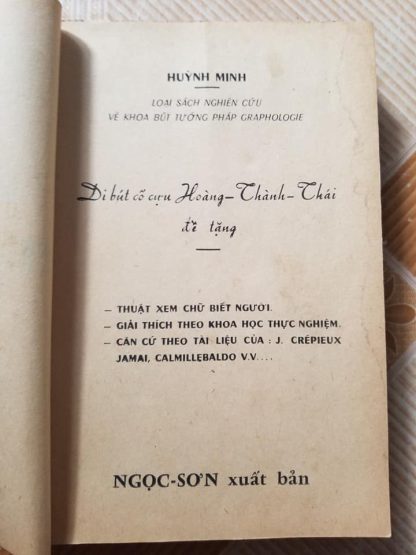 HUỲNH MINH
LOẠI SÁCH NGHIÊN CỨU
VỀ KHOA BÚT TƯỚNG PHÁP GRAPHOLOGIE
Di bút cố cựu Hoàng-Thành-Thái
đề tặng
— THUẬT XEM CHỮ BIẾT NGƯỜI.
— GIẢI THÍCH THEO KHOA HỌC THỰC NGHIỆM.
— CĂN CỨ THEO TÀI LIỆU CỦA : J. CRÉPIEUX
JAMAI, CALMILLEBALDO V.V....
NGỌC-SƠN xuất bản